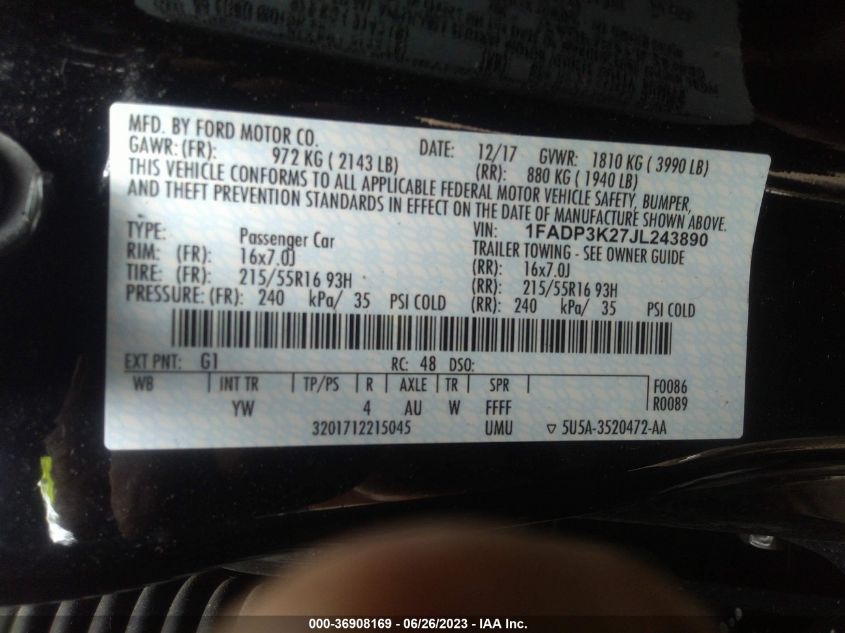 MFD. BY FORD MOTOR CO. DATE: 12/17 GVWR: 1810 KG ( 3990 LB)
GAWR: (FR): 972 KG ( 2143 LB) (RR): 880 KG ( 1940 LB)
THIS VEHICLE CONFORMS TO ALL APPLICABLE FEDERAL MOTOR VEHICLE SAFETY, BUMPER,
AND THEFT PREVENTION STANDARDS IN EFFECT ON THE DATE OF MANUFACTURE SHOWN ABOVE.
VIN: 1FADP3K27JL243890
TYPE: Passenger Car TRAILER TOWING - SEE OWNER GUIDE
RIM: (FR): 16x7.0J (RR): 16x7.0J
TIRE: (FR): 215/55R16 93H (RR): 215/55R16 93H
PRESSURE: (FR): 240 kPa/ 35 PSI COLD (RR): 240 kPa/ 35 PSI COLD
EXT PNT: G1 RC: 48 DSO:
WB INT TR TP/PS R AXLE TR SPR F0086
YW 4 AU W FFFF R0089
3201712215045 UMU ▽ 5U5A-3520472-AA
000-36908169 - 06/26/2023 - IAA Inc.